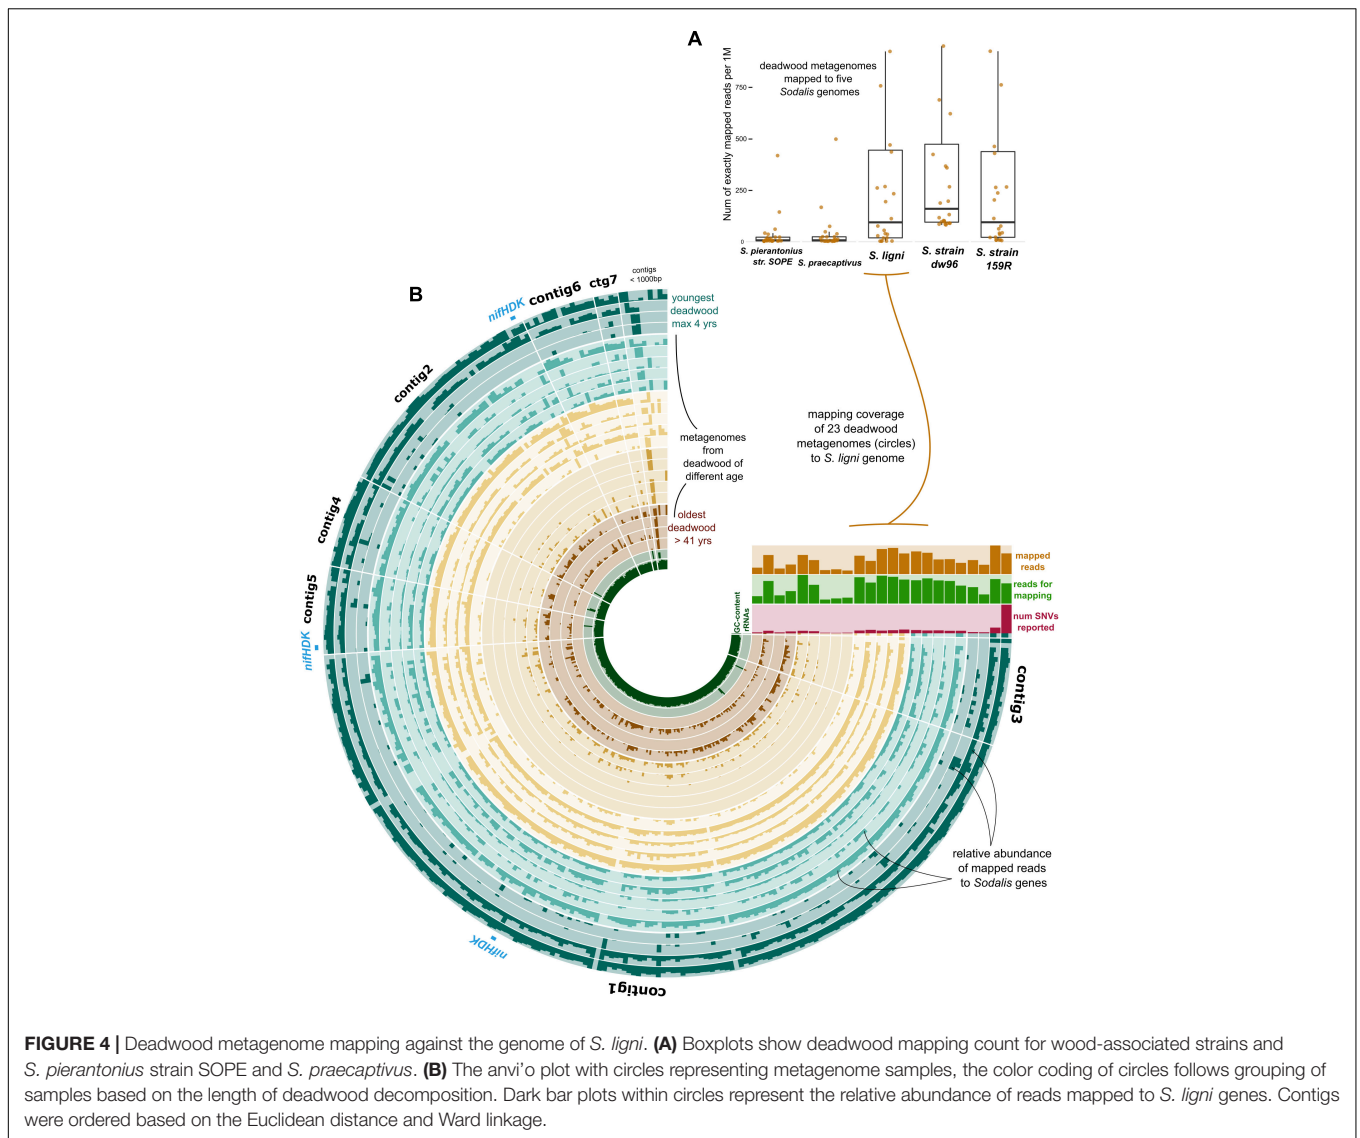 A
Num of exactly mapped reads per 1M
deadwood metagenomes
mapped to five
Sodalis genomes
750
500
250
0
S. pierantonius
str. SOPE
S. praecaptivus
S. ligni
S. strain
dw96
S. strain
159R
B
nifHDK
contig6
ctg7
contigs
< 1000bp
youngest
deadwood
max 4 yrs
contig2
mapping coverage
of 23 deadwood
metagenomes (circles)
to S. ligni genome
metagenomes
from
deadwood of
different age
contig4
oldest
deadwood
> 41 yrs
mapped
reads
reads for
mapping
num SNVs
reported
GC-content
rRNAs
contig5
nifHDK
contig3
relative abundance
of mapped reads
to Sodalis genes
nifHDK
contig1
FIGURE 4 | Deadwood metagenome mapping against the genome of S. ligni. (A) Boxplots show deadwood mapping count for wood-associated strains and
S. pierantonius strain SOPE and S. praecaptivus. (B) The anvi'o plot with circles representing metagenome samples, the color coding of circles follows grouping of
samples based on the length of deadwood decomposition. Dark bar plots within circles represent the relative abundance of reads mapped to S. ligni genes. Contigs
were ordered based on the Euclidean distance and Ward linkage.